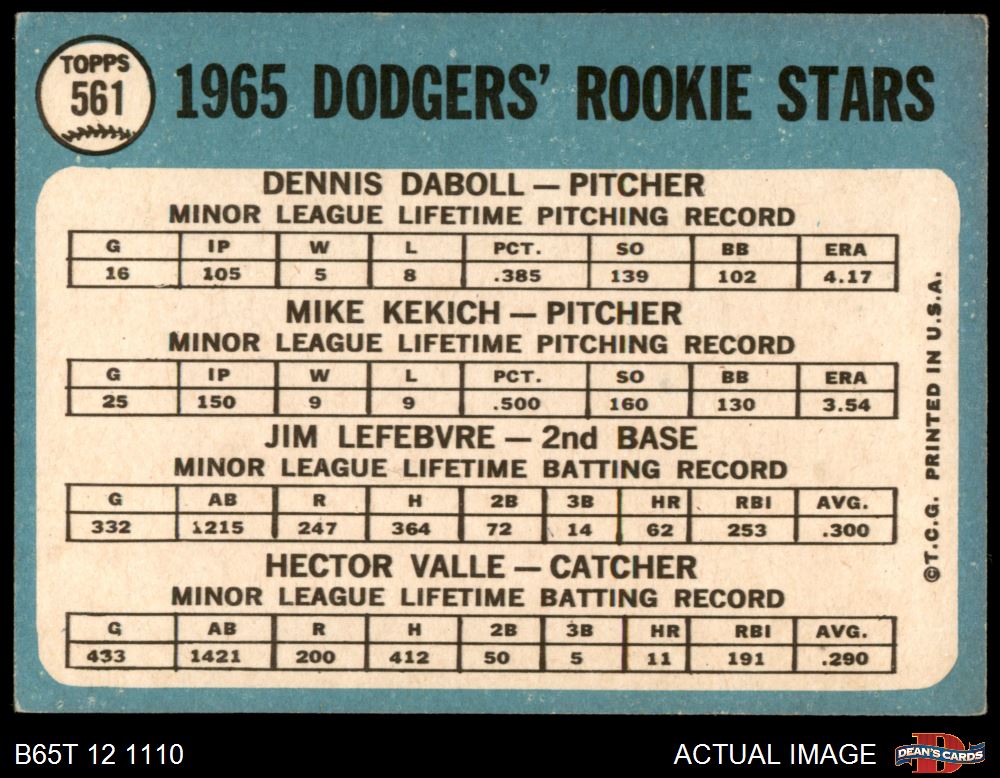 TOPPS
561
1965 DODGERS' ROOKIE STARS
DENNIS DABOLL — PITCHER
MINOR LEAGUE LIFETIME PITCHING RECORD
G IP W L PCT. SO BB ERA
16 105 5 8 .385 139 102 4.17
MIKE KEKICH — PITCHER
MINOR LEAGUE LIFETIME PITCHING RECORD
G IP W L PCT. SO BB ERA
25 150 9 9 .500 160 130 3.54
JIM LEFEBVRE — 2nd BASE
MINOR LEAGUE LIFETIME BATTING RECORD
G AB R H 2B 3B HR RBI AVG.
332 1215 247 364 72 14 62 253 .300
HECTOR VALLE — CATCHER
MINOR LEAGUE LIFETIME BATTING RECORD
G AB R H 2B 3B HR RBI AVG.
433 1421 200 412 50 5 11 191 .290
©T.C.G. PRINTED IN U.S.A.
B65T 12 1110
ACTUAL IMAGE
DEAN'S CARDS